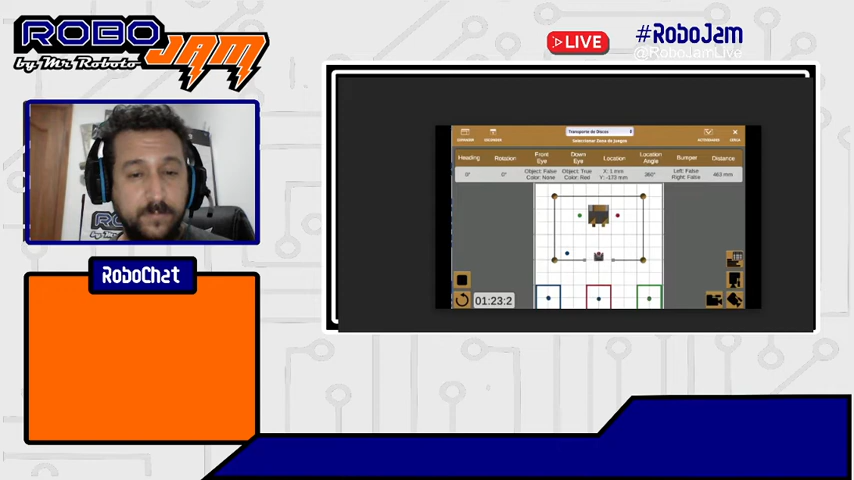 ROBO
JAM
by Mr Roboto
LIVE
#RoboJam
@RoboJamLive
RoboChat
Transporte de Discos
Seleccionar Zona de juegos
CERCA
Heading
Rotation
Front Eye
Down Eye
Location
Location Angle
Bumper
Distance
0°
0°
Object: False
Color: None
Object: True
Color: Red
X: 1 mm
Y: -173 mm
360°
Left: False
Right: False
463 mm
01:23:2